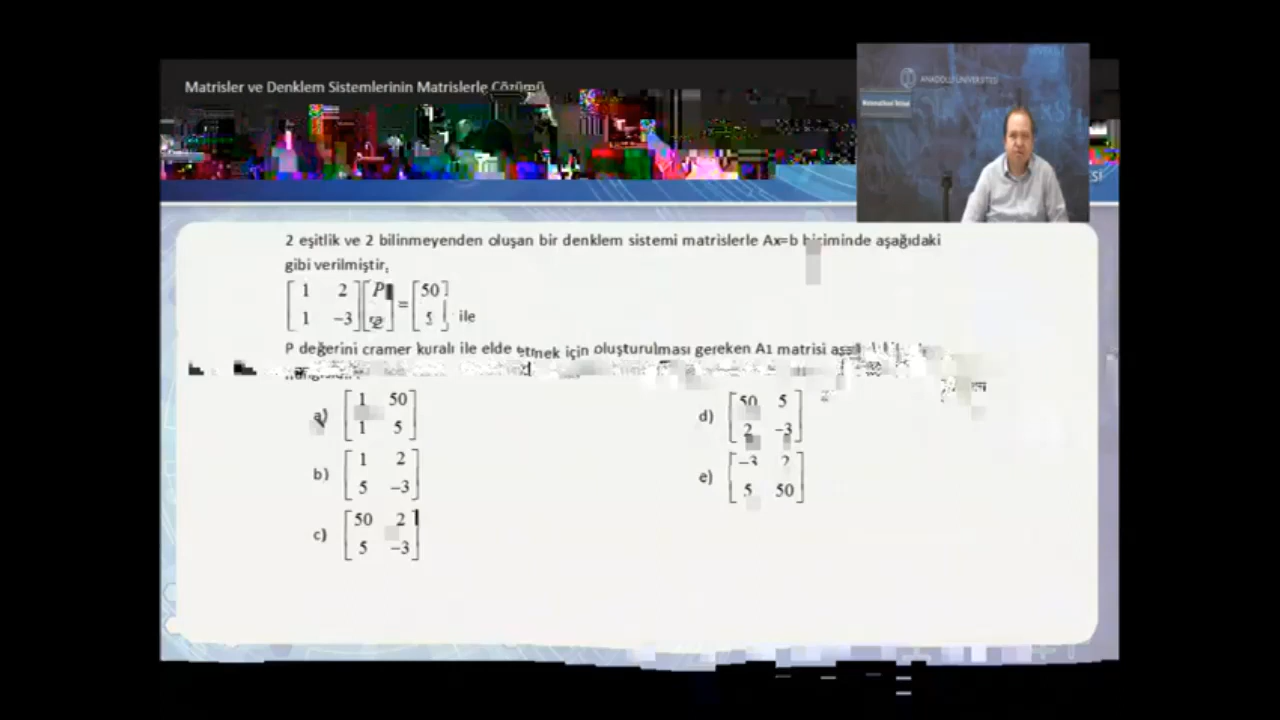 Matrisler ve Denklem Sistemlerinin Matrislerle Çözümü
ANADOLU ÜNİVERSİTESİ
2 eşitlik ve 2 bilinmeyenden oluşan bir denklem sistemi matrislerle Ax=b biçiminde aşağıdaki
gibi verilmiştir,
[1 2] [P] = [50]
[1 -3] [5] ile
P değerini cramer kuralı ile elde etmek için oluşturulması gereken A1 matrisi
a) [1 50]
[1 5]
b) [1 2]
[5 -3]
c) [50 2]
[5 -3]
d) [50 5]
[2 -3]
e) [-3 2]
[5 50]